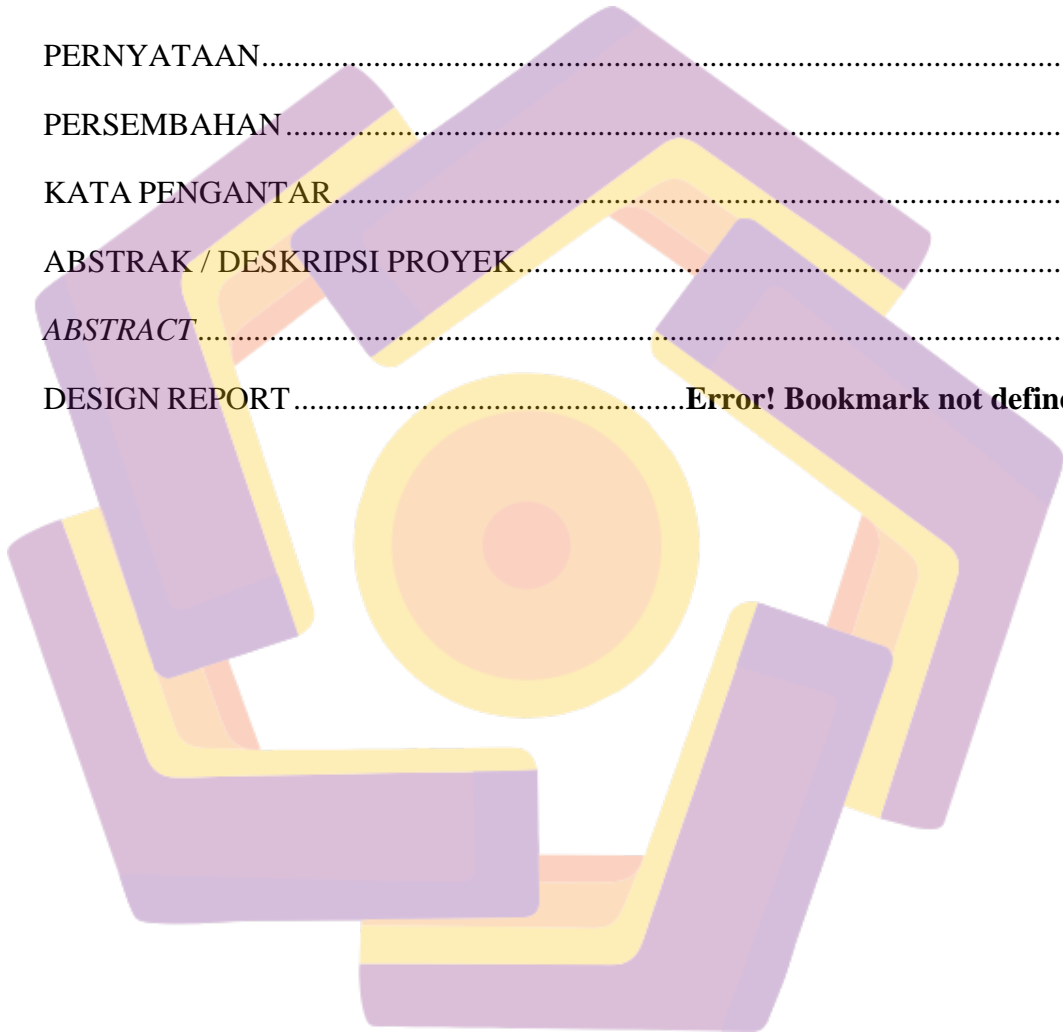 PERNYATAAN........................................................................................................
PERSEMBAHAN....................................................................................................
KATA PENGANTAR..............................................................................................
ABSTRAK / DESKRIPSI PROYEK......................................................................
ABSTRACT..............................................................................................................
DESIGN REPORT..................................................Error! Bookmark not